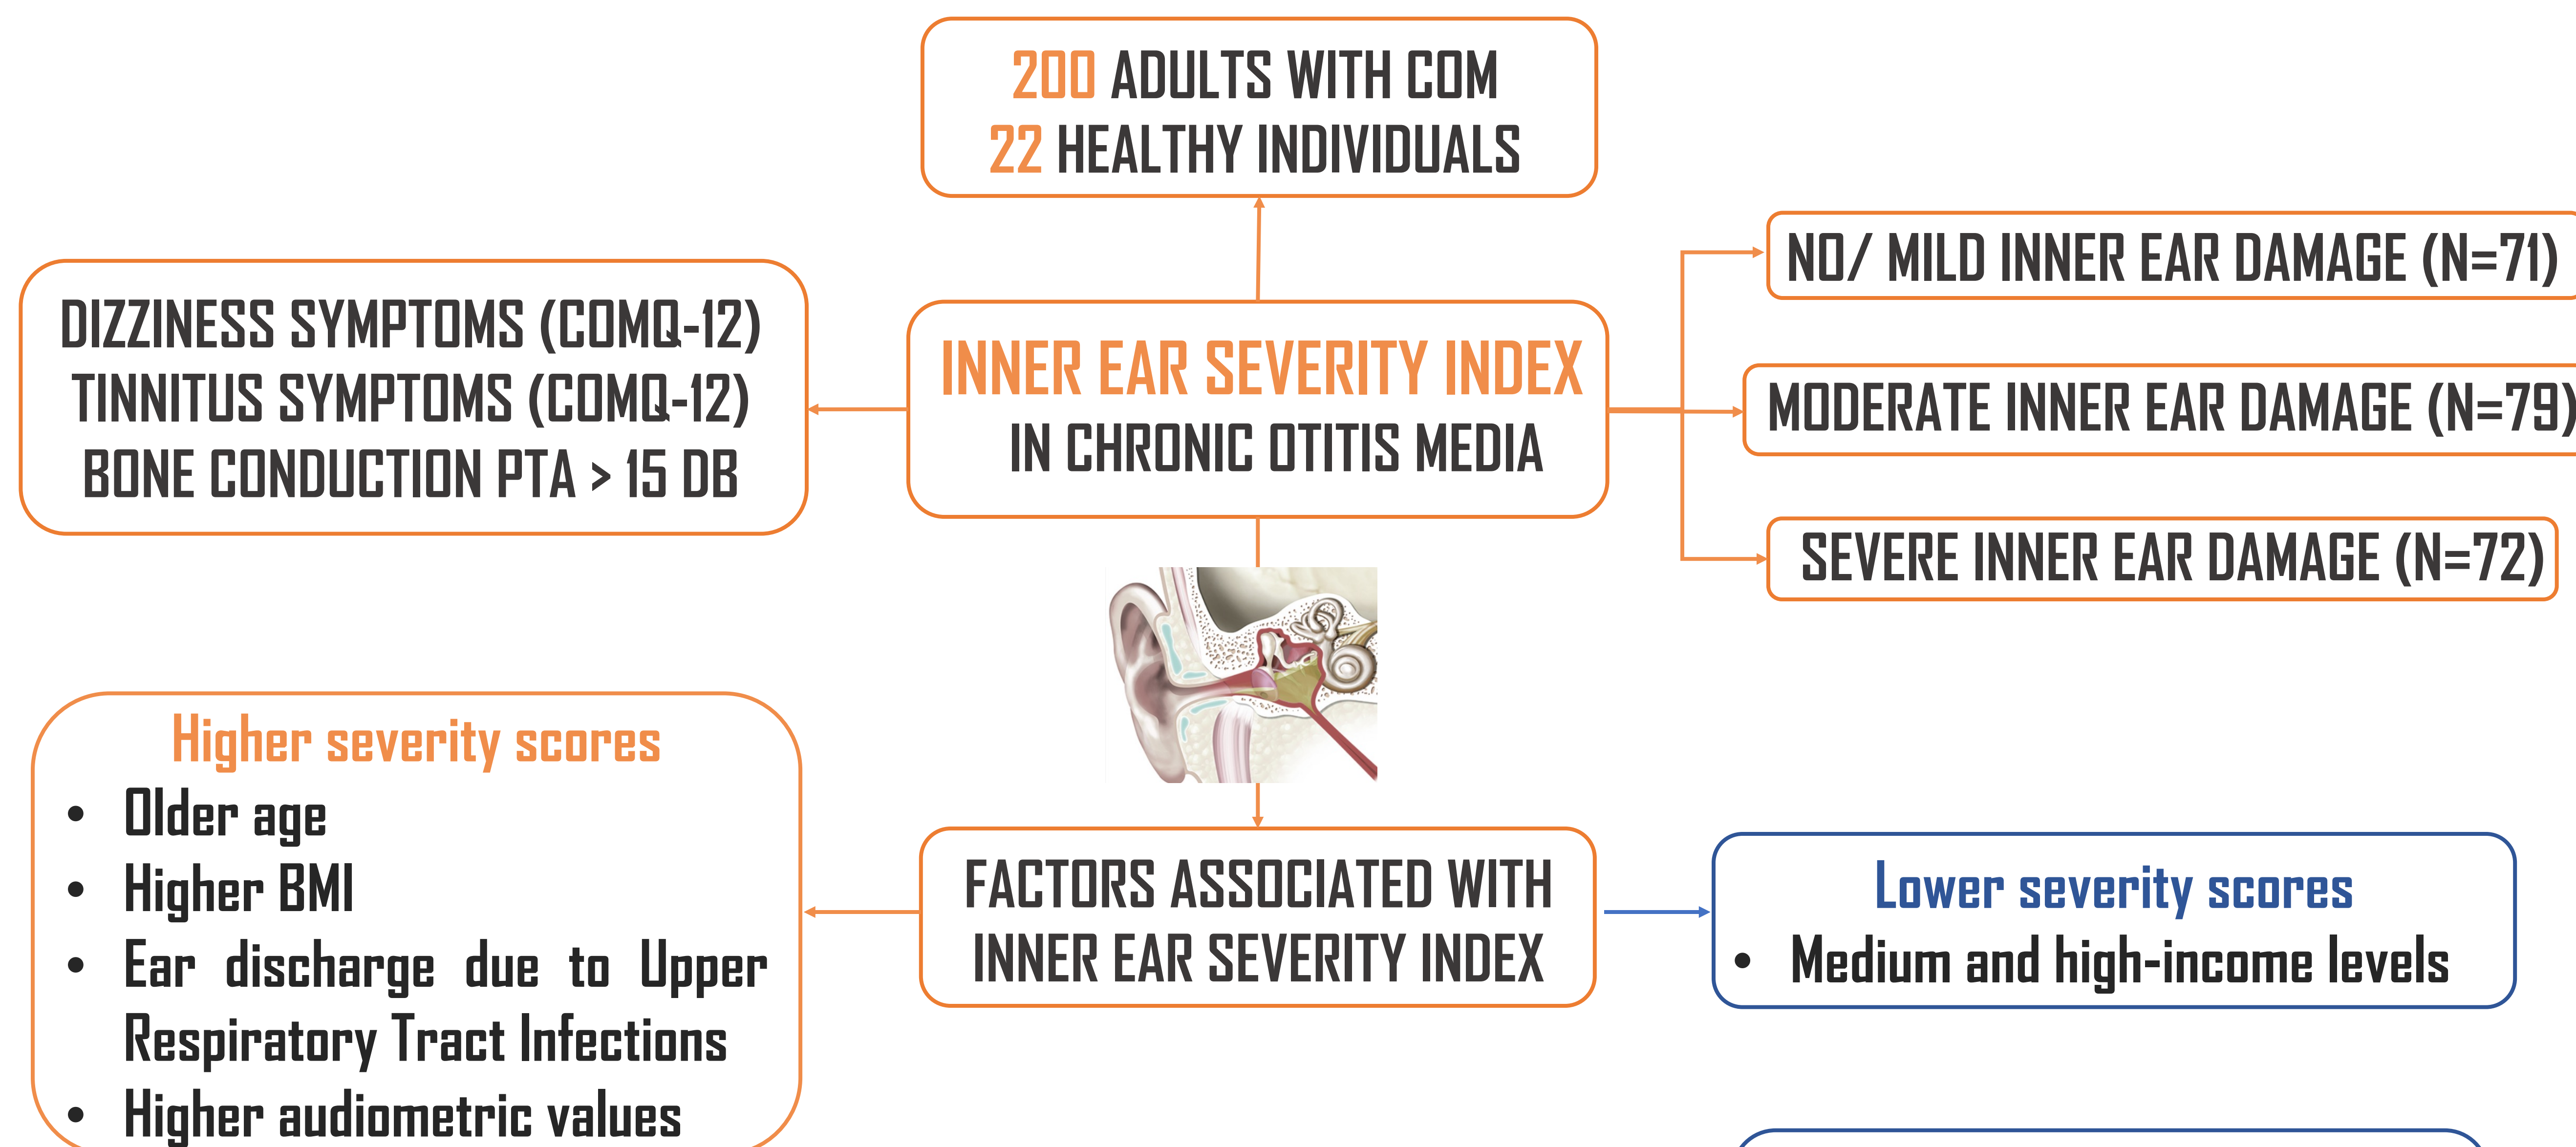 200 ADULTS WITH COM
22 HEALTHY INDIVIDUALS
DIZZINESS SYMPTOMS (COMQ-12)
TINNITUS SYMPTOMS (COMQ-12)
BONE CONDUCTION PTA > 15 DB
INNER EAR SEVERITY INDEX
IN CHRONIC OTITIS MEDIA
NO/ MILD INNER EAR DAMAGE (N=71)
MODERATE INNER EAR DAMAGE (N=79)
SEVERE INNER EAR DAMAGE (N=72)
Higher severity scores
• Older age
• Higher BMI
• Ear discharge due to Upper
Respiratory Tract Infections
• Higher audiometric values
FACTORS ASSOCIATED WITH
INNER EAR SEVERITY INDEX
Lower severity scores
• Medium and high-income levels